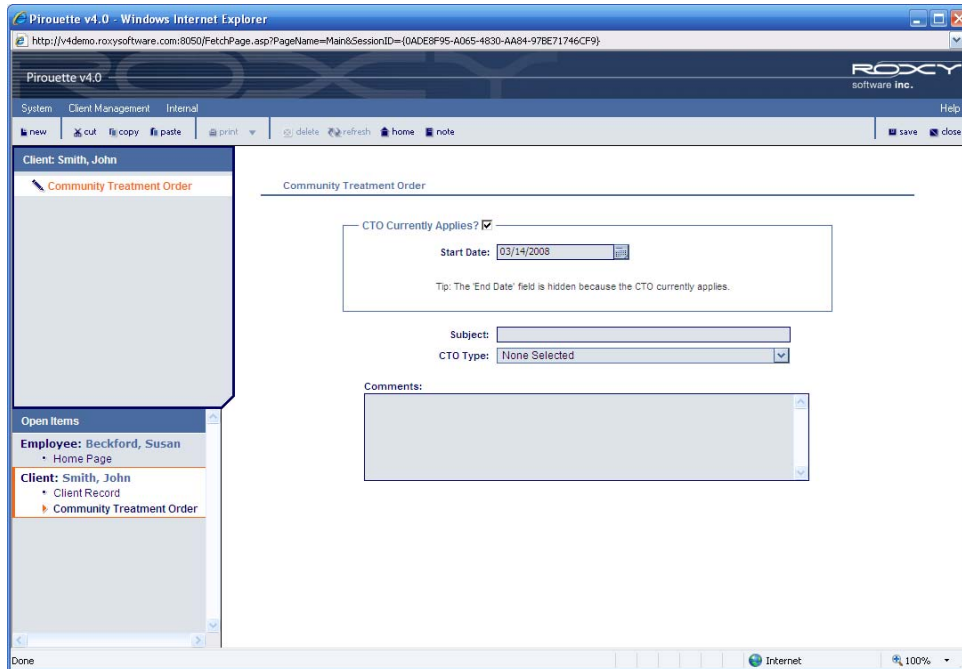 Pirouette v4.0 - Windows Internet Explorer
http://v4demo.roxysoftware.com:8050/FetchPage.asp?PageName=Main&SessionID={0ADE8F95-A065-4830-AA84-97BE71746CF9}
Pirouette v4.0
ROXY
software inc.
System Client Management Internal Help
new cut copy paste print delete refresh home note save close
Client: Smith, John
Community Treatment Order
Community Treatment Order
CTO Currently Applies?
Start Date: 03/14/2008
Tip: The 'End Date' field is hidden because the CTO currently applies.
Subject:
CTO Type: None Selected
Comments:
Open Items
Employee: Beckford, Susan
• Home Page
Client: Smith, John
• Client Record
Community Treatment Order
Done Internet 100%